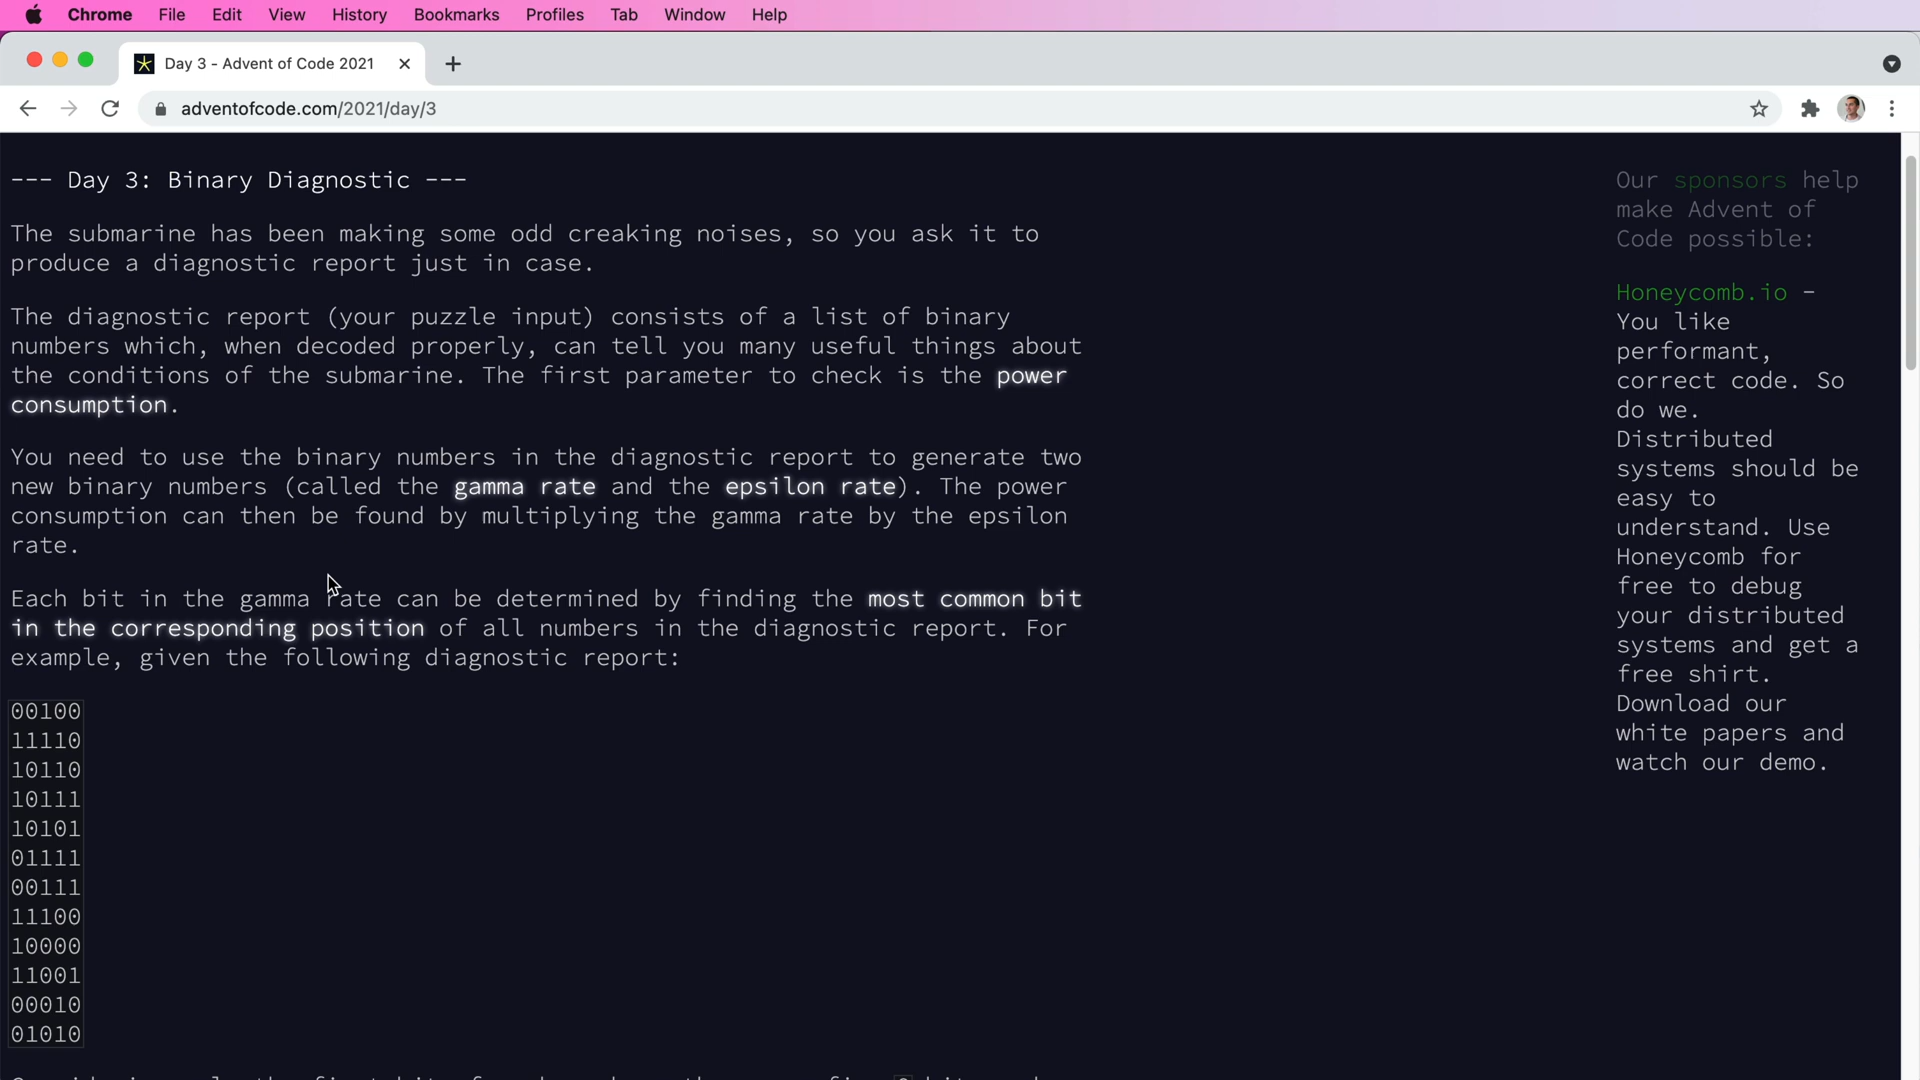 Chrome File Edit View History Bookmarks Profiles Tab Window Help
Day 3 - Advent of Code 2021
adventofcode.com/2021/day/3
--- Day 3: Binary Diagnostic ---
The submarine has been making some odd creaking noises, so you ask it to
produce a diagnostic report just in case.
The diagnostic report (your puzzle input) consists of a list of binary
numbers which, when decoded properly, can tell you many useful things about
the conditions of the submarine. The first parameter to check is the power
consumption.
You need to use the binary numbers in the diagnostic report to generate two
new binary numbers (called the gamma rate and the epsilon rate). The power
consumption can then be found by multiplying the gamma rate by the epsilon
rate.
Each bit in the gamma rate can be determined by finding the most common bit
in the corresponding position of all numbers in the diagnostic report. For
example, given the following diagnostic report:
00100
11110
10110
10111
10101
01111
00111
11100
10000
11001
00010
01010
Our sponsors help
make Advent of
Code possible:
Honeycomb.io -
You like
performant,
correct code. So
do we.
Distributed
systems should be
easy to
understand. Use
Honeycomb for
free to debug
your distributed
systems and get a
free shirt.
Download our
white papers and
watch our demo.